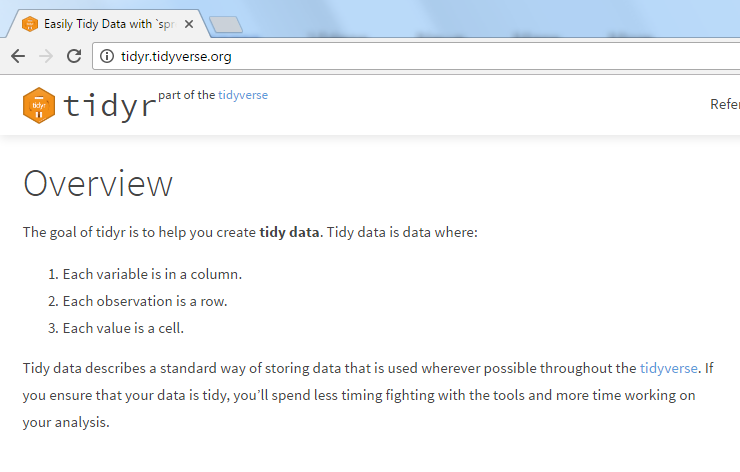 Easily Tidy Data with `spr
tidyr.tidyverse.org
tidyr part of the tidyverse
Refer
Overview
The goal of tidyr is to help you create tidy data. Tidy data is data where:
1. Each variable is in a column.
2. Each observation is a row.
3. Each value is a cell.
Tidy data describes a standard way of storing data that is used wherever possible throughout the tidyverse. If
you ensure that your data is tidy, you’ll spend less timing fighting with the tools and more time working on
your analysis.